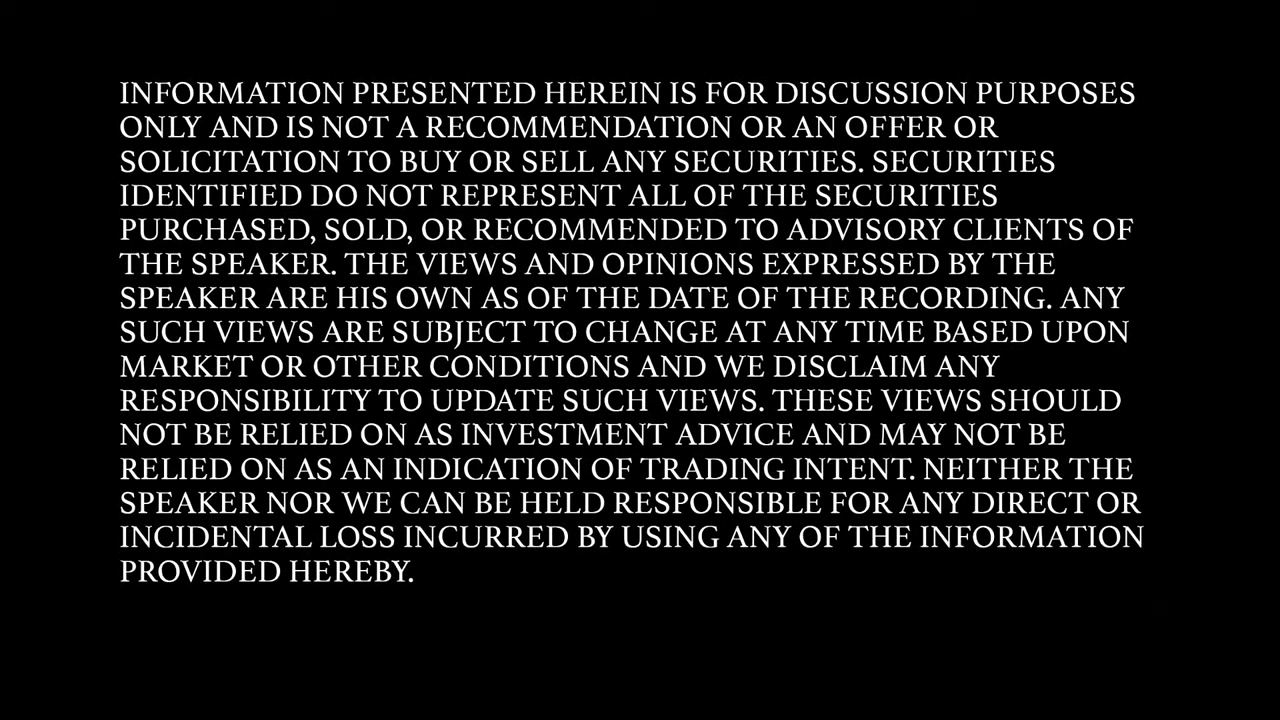 INFORMATION PRESENTED HEREIN IS FOR DISCUSSION PURPOSES
ONLY AND IS NOT A RECOMMENDATION OR AN OFFER OR
SOLICITATION TO BUY OR SELL ANY SECURITIES. SECURITIES
IDENTIFIED DO NOT REPRESENT ALL OF THE SECURITIES
PURCHASED, SOLD, OR RECOMMENDED TO ADVISORY CLIENTS OF
THE SPEAKER. THE VIEWS AND OPINIONS EXPRESSED BY THE
SPEAKER ARE HIS OWN AS OF THE DATE OF THE RECORDING. ANY
SUCH VIEWS ARE SUBJECT TO CHANGE AT ANY TIME BASED UPON
MARKET OR OTHER CONDITIONS AND WE DISCLAIM ANY
RESPONSIBILITY TO UPDATE SUCH VIEWS. THESE VIEWS SHOULD
NOT BE RELIED ON AS INVESTMENT ADVICE AND MAY NOT BE
RELIED ON AS AN INDICATION OF TRADING INTENT. NEITHER THE
SPEAKER NOR WE CAN BE HELD RESPONSIBLE FOR ANY DIRECT OR
INCIDENTAL LOSS INCURRED BY USING ANY OF THE INFORMATION
PROVIDED HEREBY.